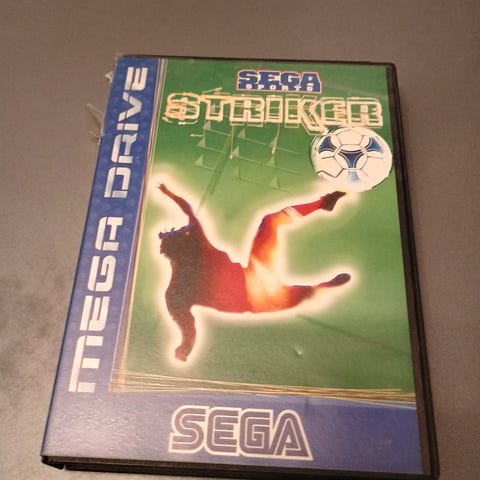 SEGA
SPORTS
STRIKER
MEGA DRIVE
SEGA